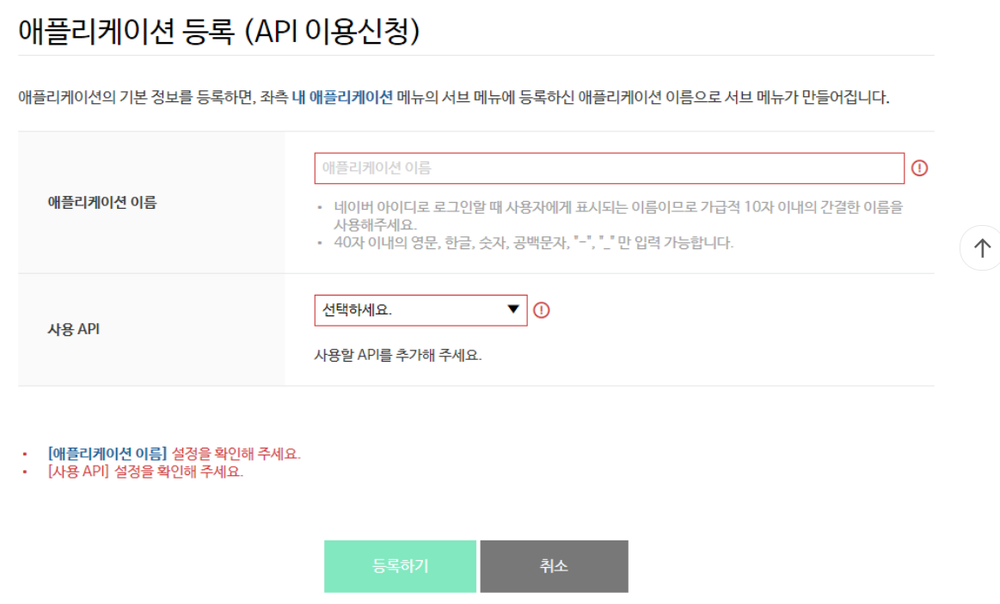 애플리케이션 등록 (API 이용신청)
애플리케이션의 기본 정보를 등록하면, 좌측 내 애플리케이션 메뉴의 서브 메뉴에 등록하신 애플리케이션 이름으로 서브 메뉴가 만들어집니다.
애플리케이션 이름
애플리케이션 이름
• 네이버 아이디로 로그인할 때 사용자에게 표시되는 이름이므로 가급적 10자 이내의 간결한 이름을
사용해주세요.
• 40자 이내의 영문, 한글, 숫자, 공백문자, "-", "_" 만 입력 가능합니다.
사용 API
선택하세요.
사용할 API를 추가해 주세요.
• [애플리케이션 이름] 설정을 확인해 주세요.
• [사용 API] 설정을 확인해 주세요.
등록하기 취소